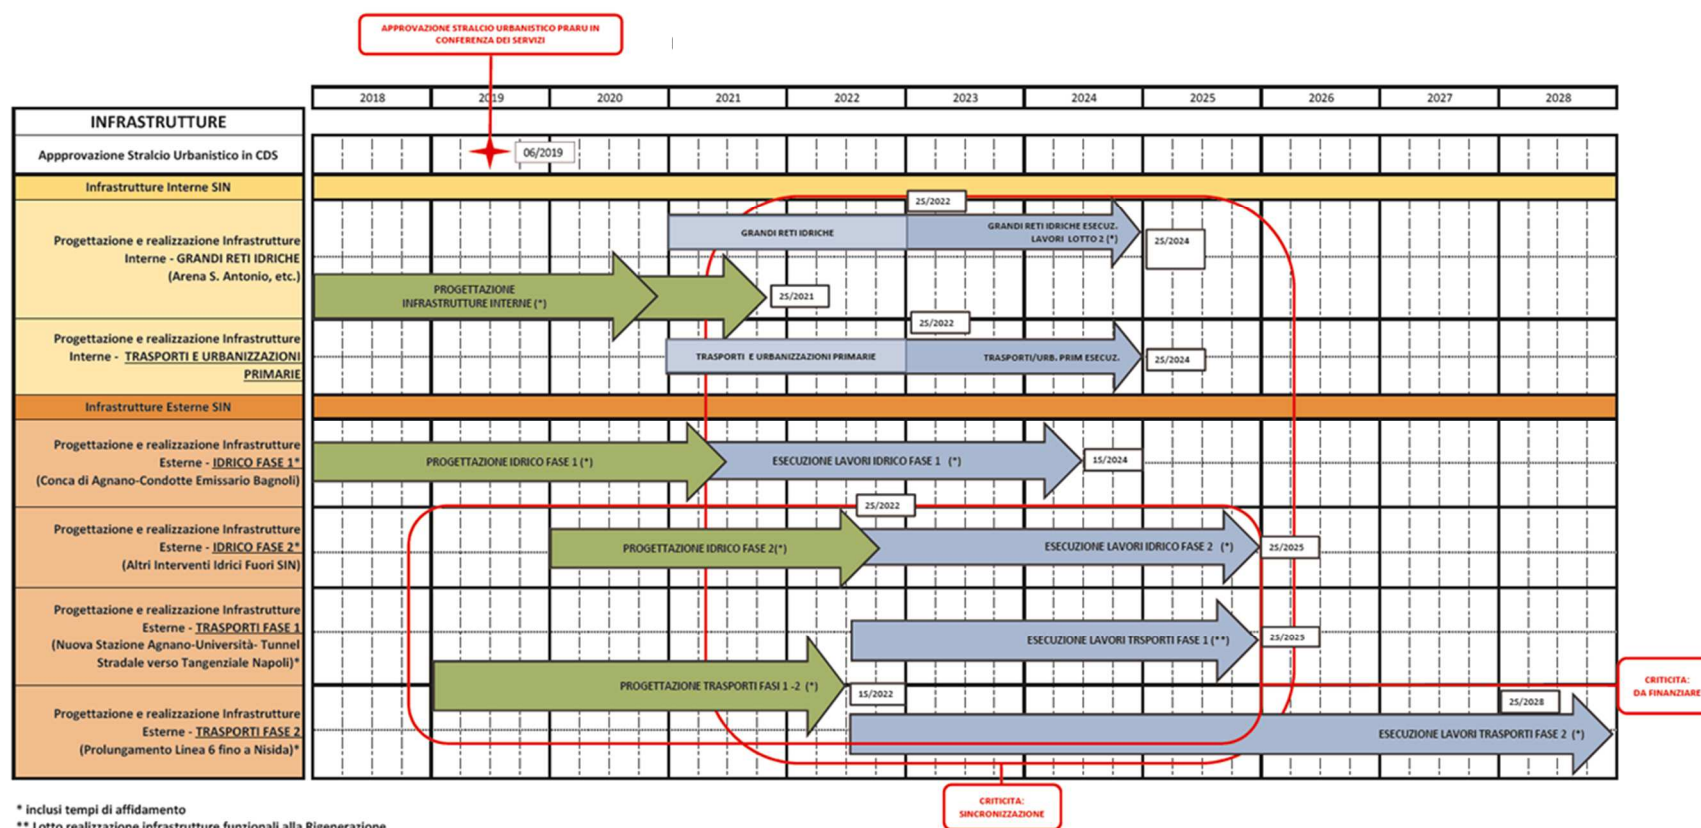 APPROVAZIONE STRALCIO URBANISTICO PRARU IN
CONFERENZA DEI SERVIZI
2018 2019 2020 2021 2022 2023 2024 2025 2026 2027 2028
INFRASTRUTTURE
Appprovazione Stralcio Urbanistico in CDS
06/2019
Infrastrutture Interne SIN
Progettazione e realizzazione Infrastrutture
Interne - GRANDI RETI IDRICHE
(Arena S. Antonio, etc.)
25/2022
GRANDI RETI IDRICHE
GRANDI RETI IDRICHE ESECUZ.
LAVORI LOTTO 2 (*)
25/2024
PROGETTAZIONE
INFRASTRUTTURE INTERNE (*)
25/2021
Progettazione e realizzazione Infrastrutture
Interne - TRASPORTI E URBANIZZAZIONI
PRIMARIE
25/2022
TRASPORTI E URBANIZZAZIONI PRIMARIE
TRASPORTI/URB. PRIM ESECUZ.
25/2024
Infrastrutture Esterne SIN
Progettazione e realizzazione Infrastrutture
Esterne - IDRICO FASE 1*
(Conca di Agnano-Condotte Emissario Bagnoli)
PROGETTAZIONE IDRICO FASE 1 (*)
ESECUZIONE LAVORI IDRICO FASE 1 (*)
15/2024
Progettazione e realizzazione Infrastrutture
Esterne - IDRICO FASE 2*
(Altri Interventi Idrici Fuori SIN)
25/2022
PROGETTAZIONE IDRICO FASE 2(*)
ESECUZIONE LAVORI IDRICO FASE 2 (*)
25/2025
Progettazione e realizzazione Infrastrutture
Esterne - TRASPORTI FASE 1
(Nuova Stazione Agnano-Università- Tunnel
Stradale verso Tangenziale Napoli)*
ESECUZIONE LAVORI TRSPORTI FASE 1 (**)
25/2025
PROGETTAZIONE TRASPORTI FASI 1 -2 (*)
15/2022
Progettazione e realizzazione Infrastrutture
Esterne - TRASPORTI FASE 2
(Prolungamento Linea 6 fino a Nisida)*
25/2028
ESECUZIONE LAVORI TRASPORTI FASE 2 (*)
CRITICITA:
DA FINANZIARE
CRITICITA:
SINCRONIZZAZIONE
* inclusi tempi di affidamento
** Lotto realizzazione infrastrutture funzionali alla Rigenerazione